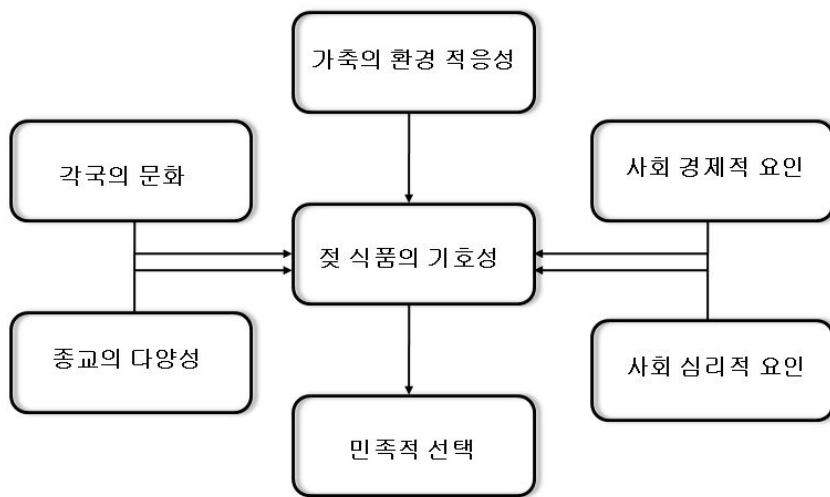 가축의 환경 적응성
각국의 문화
사회 경제적 요인
젖 식품의 기호성
종교의 다양성
사회 심리적 요인
민족적 선택